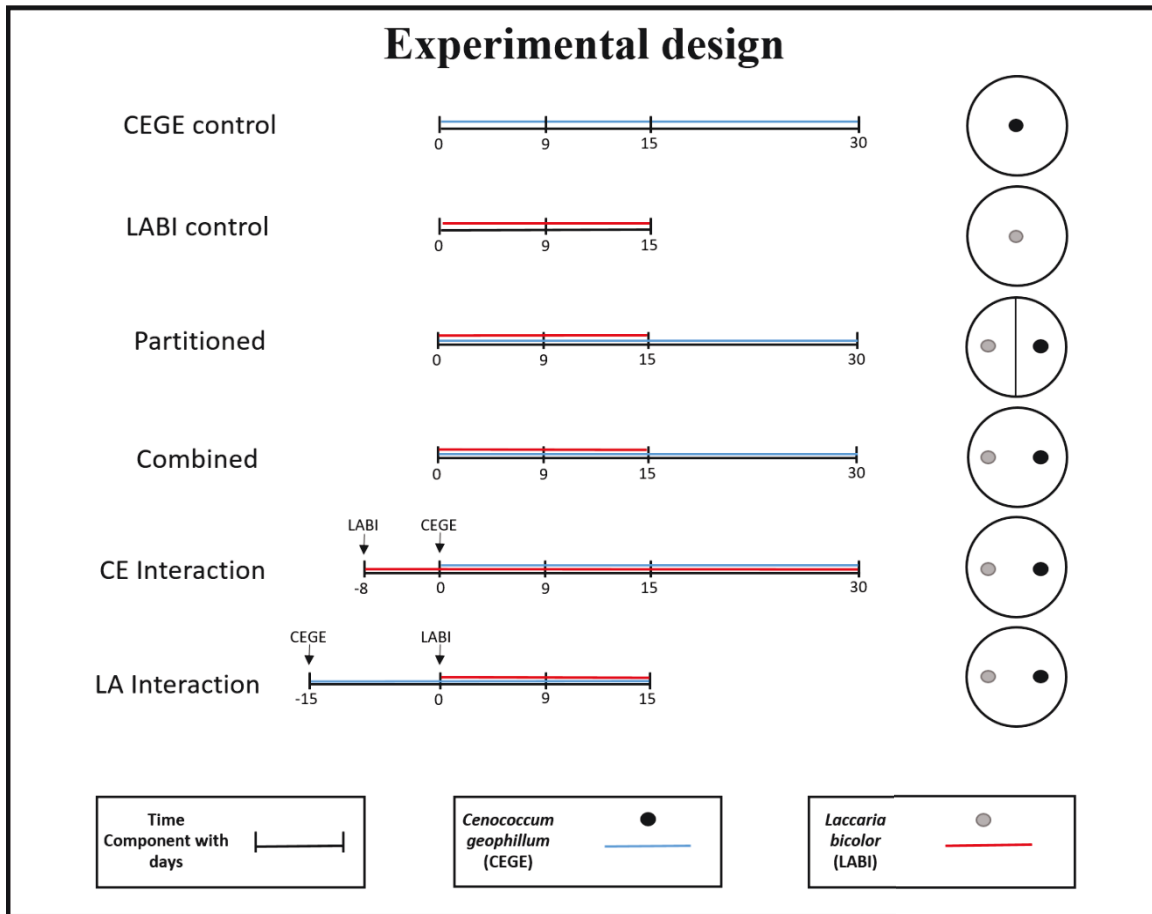 Experimental design
CEGE control
0 9 15 30
LABI control
0 9 15
Partitioned
0 9 15 30
Combined
0 9 15 30
LABI CEGE
CE Interaction
-8 0 9 15 30
CEGE LABI
LA Interaction
-15 0 9 15
Time
Component with
days
Cenococcum
geophillum
(CEGE)
Laccaria
bicolor
(LABI)